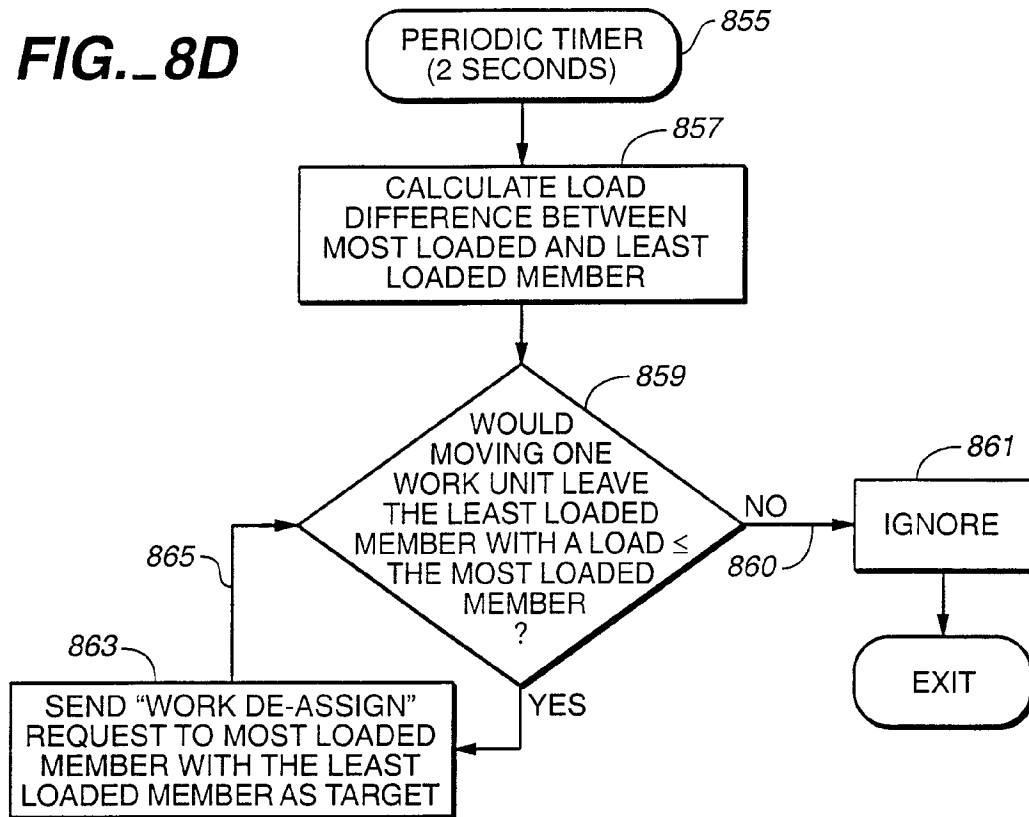 FIG._8D
PERIODIC TIMER
(2 SECONDS)
855
857
CALCULATE LOAD
DIFFERENCE BETWEEN
MOST LOADED AND LEAST
LOADED MEMBER
859
WOULD
MOVING ONE
WORK UNIT LEAVE
THE LEAST LOADED
MEMBER WITH A LOAD ≤
THE MOST LOADED
MEMBER
?
NO
860
861
IGNORE
EXIT
YES
865
863
SEND “WORK DE-ASSIGN”
REQUEST TO MOST LOADED
MEMBER WITH THE LEAST
LOADED MEMBER AS TARGET